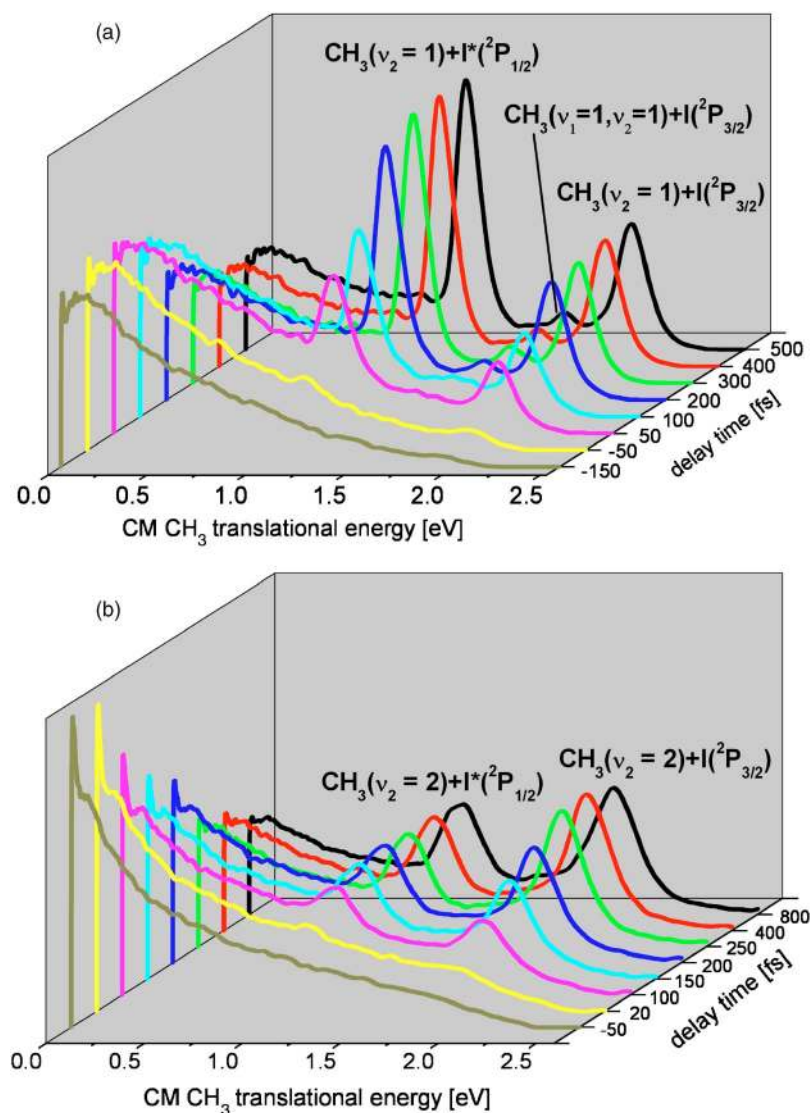 (a)
CH₃(ν₂ = 1)+I*(²P₁/₂)
CH₃(ν₁=1, ν₂=1)+I(²P₃/₂)
CH₃(ν₂ = 1)+I(²P₃/₂)
500
400
300
200
100
50
-50
-150
delay time [fs]
0.0 0.5 1.0 1.5 2.0 2.5
CM CH₃ translational energy [eV]
(b)
CH₃(ν₂ = 2)+I(²P₃/₂)
CH₃(ν₂ = 2)+I*(²P₁/₂)
800
400
250
200
150
100
20
-50
delay time [fs]
0.0 0.5 1.0 1.5 2.0 2.5
CM CH₃ translational energy [eV]